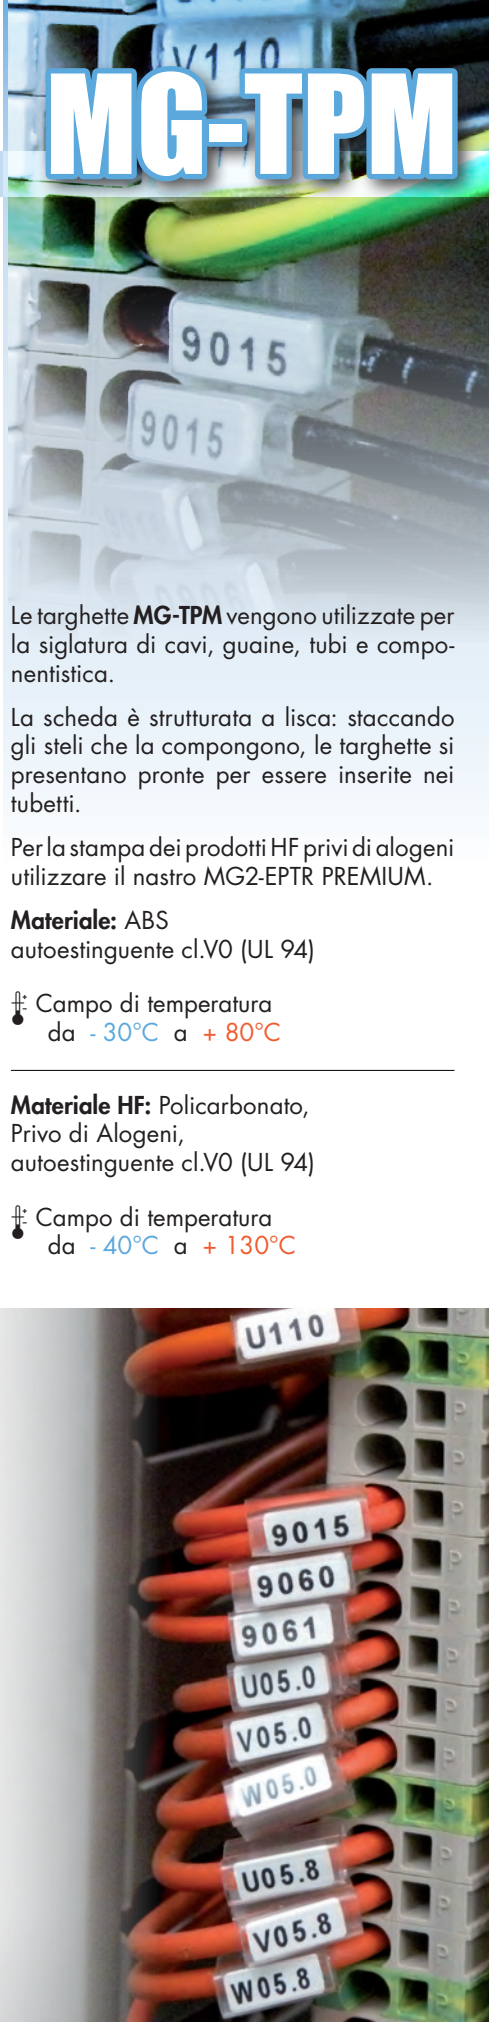 V110
MG-TPM
9015
9015
9015
Le targhette MG-TPM vengono utilizzate per
la siglatura di cavi, guaine, tubi e compo-
nentistica.
La scheda è strutturata a lisca: staccando
gli steli che la compongono, le targhette si
presentano pronte per essere inserite nei
tubetti.
Per la stampa dei prodotti HF privi di alogeni
utilizzare il nastro MG2-EPTR PREMIUM.
Materiale: ABS
autoestinguente cl.V0 (UL 94)
Campo di temperatura
da - 30°C a + 80°C
Materiale HF: Policarbonato,
Privo di Alogeni,
autoestinguente cl.V0 (UL 94)
Campo di temperatura
da - 40°C a + 130°C
U110
9015
9060
9061
U05.0
V05.0
W05.0
U05.8
V05.8
W05.8